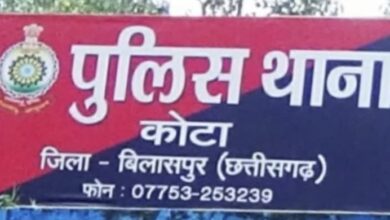 पुलिस थाना
कोटा
जिला - बिलासपुर (छत्तीसगढ़)
फोन : 07753-253239